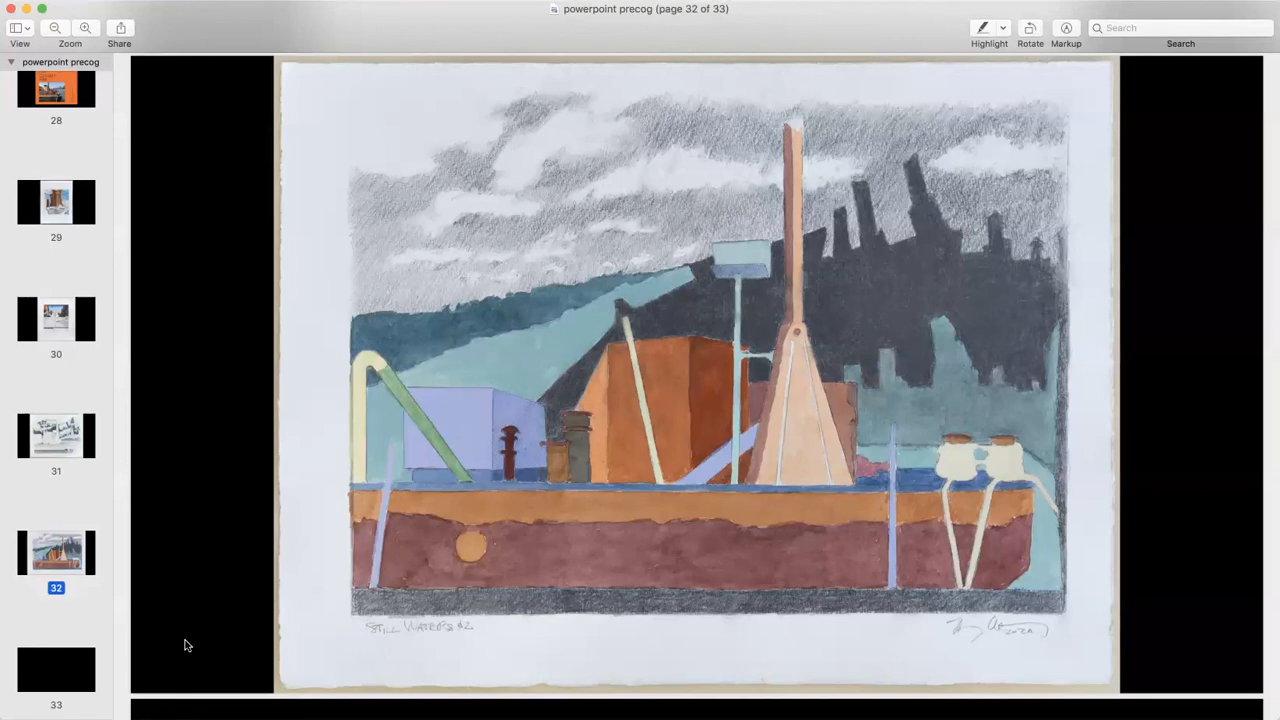 powerpoint precog (page 32 of 33)
View
Zoom
Share
Highlight
Rotate
Markup
Search
Search
powerpoint precog
28
29
30
31
32
33
STILL WATERS #2
2020